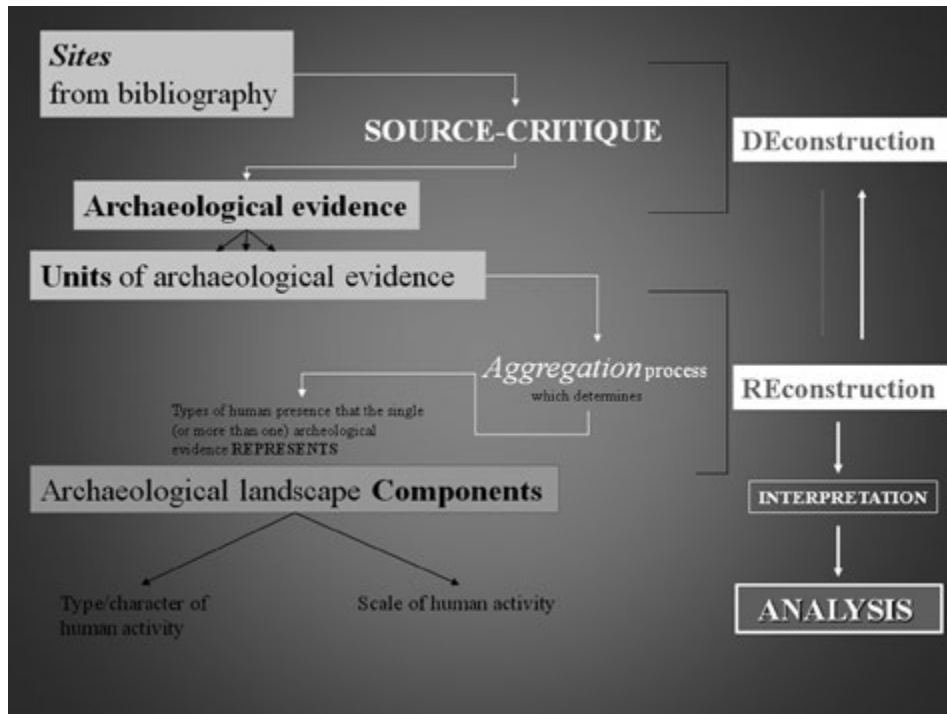 Sites
from bibliography
SOURCE-CRITIQUE
DEconstruction
Archaeological evidence
Units of archaeological evidence
Aggregation process
which determines
REconstruction
Types of human presence that the single
(or more than one) archeological
evidence REPRESENTS
Archaeological landscape Components
INTERPRETATION
Type/character of
human activity
Scale of human activity
ANALYSIS